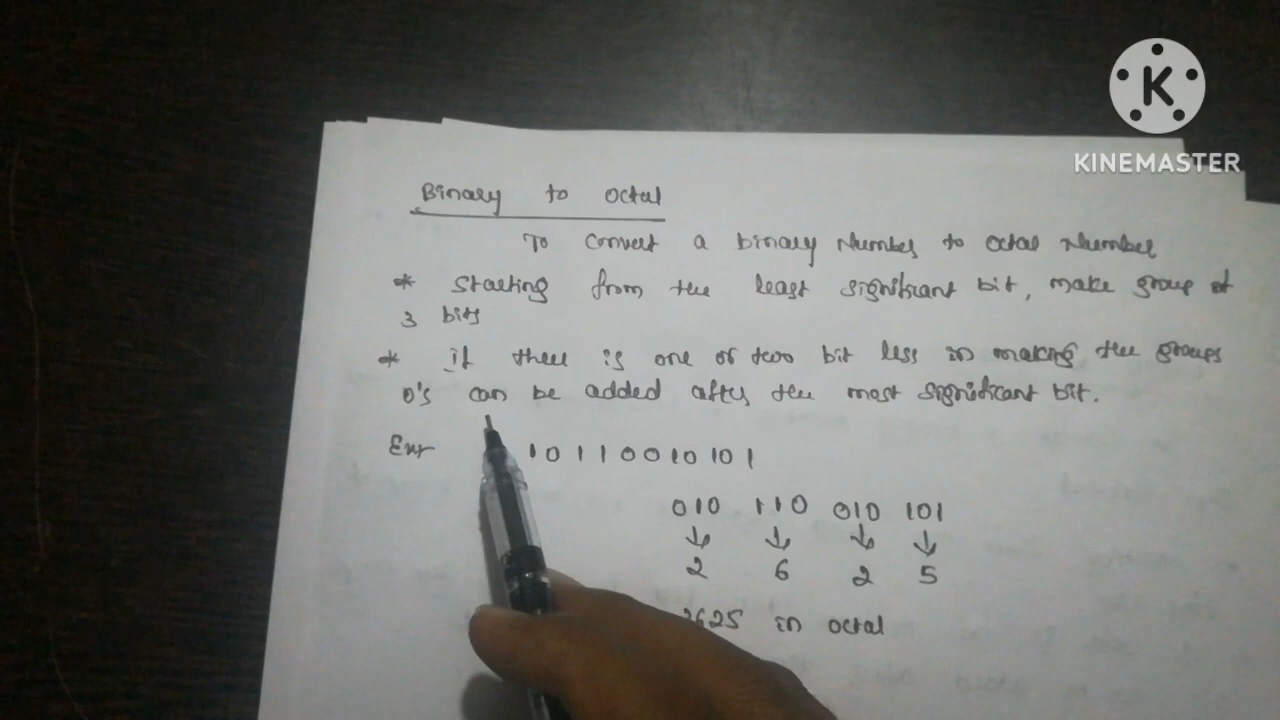 KINEMASTER
Binary to Octal
To convert a binary Number to octal Number
* Starting from the least significant bit, make group of
3 bits
* if there is one or two bit less in making the groups
0's can be added after the most significant bit.
10110010101
010 110 010 101
↓ ↓ ↓ ↓
2 6 2 5
2625 in octal